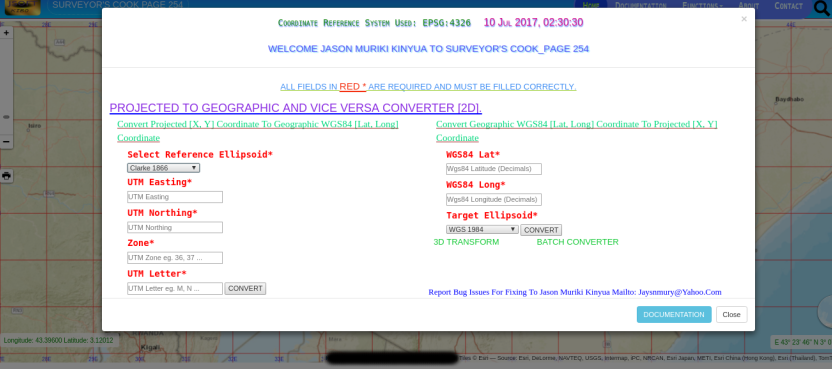 SURVEYOR'S COOK PAGE 254
Home
Documentation
Functions
About
Contact
Coordinate Reference System Used: EPSG:4326 10 Jul 2017, 02:30:30
×
WELCOME JASON MURIKI KINYUA TO SURVEYOR'S COOK_PAGE 254
ALL FIELDS IN RED * ARE REQUIRED AND MUST BE FILLED CORRECTLY.
PROJECTED TO GEOGRAPHIC AND VICE VERSA CONVERTER [2D].
Convert Projected [X, Y] Coordinate To Geographic WGS84 [Lat, Long]
Coordinate
Select Reference Ellipsoid*
Clarke 1866
UTM Easting*
UTM Easting
UTM Northing*
UTM Northing
Zone*
UTM Zone eg. 36, 37 ...
UTM Letter*
UTM Letter eg. M, N ...
CONVERT
Convert Geographic WGS84 [Lat, Long] Coordinate To Projected [X, Y]
Coordinate
WGS84 Lat*
Wgs84 Latitude (Decimals)
WGS84 Long*
Wgs84 Longitude (Decimals)
Target Ellipsoid*
WGS 1984
CONVERT
3D TRANSFORM
BATCH CONVERTER
Report Bug Issues For Fixing To Jason Muriki Kinyua Mailto: Jaysnmury@Yahoo.Com
DOCUMENTATION
Close
+
−
Longitude: 43.39600 Latitude: 3.12012
Kigali
E 43° 23' 46" N 3° 0
Tiles © Esri — Source: Esri, DeLorme, NAVTEQ, USGS, Intermap, iPC, NRCAN, Esri Japan, METI, Esri China (Hong Kong), Esri (Thailand), Tom